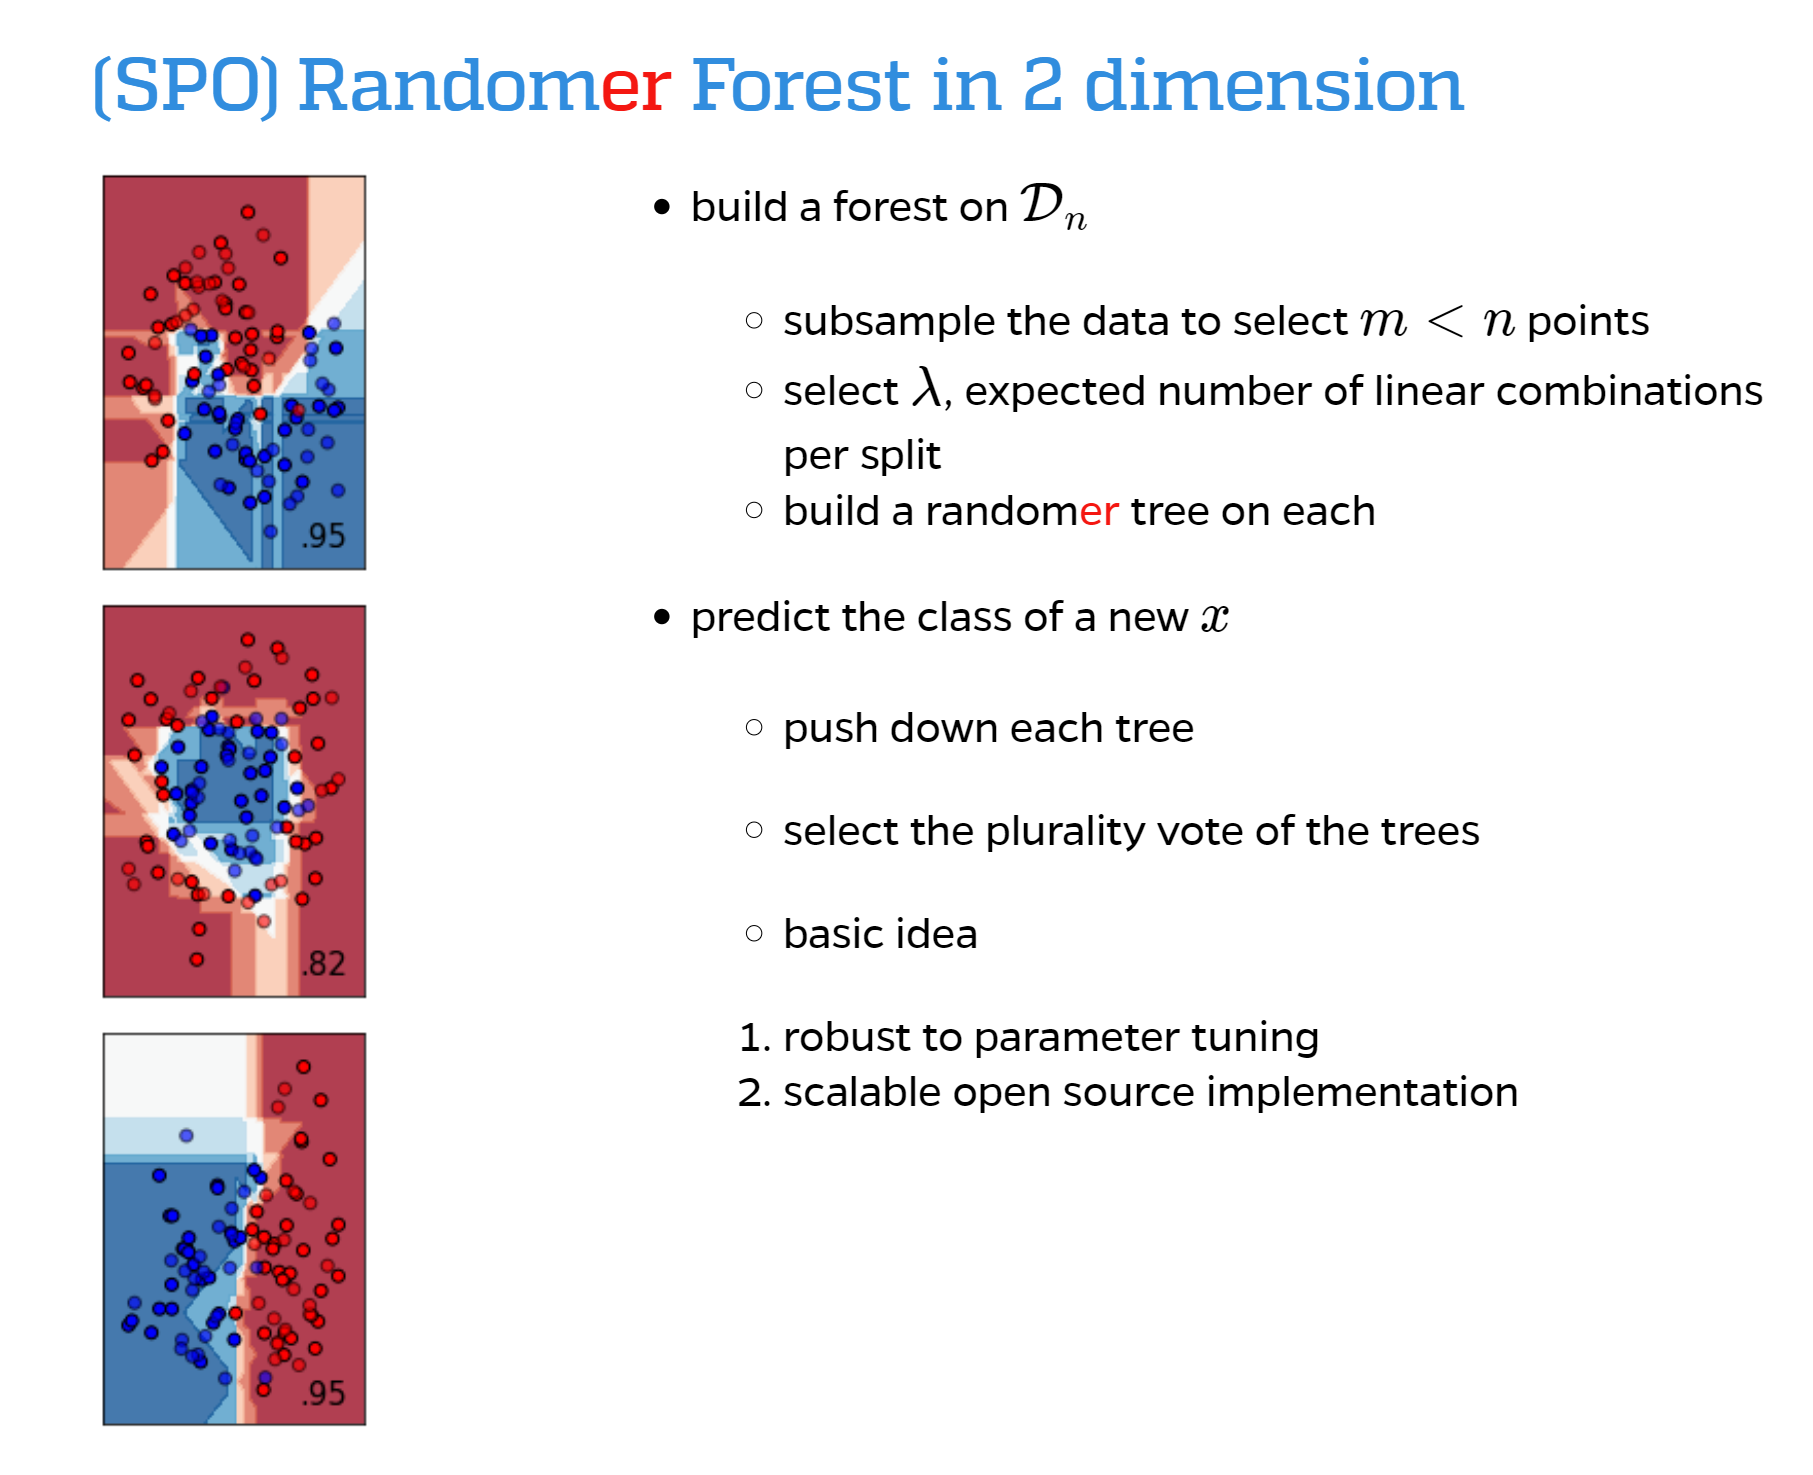 (SPO) Randomer Forest in 2 dimension
.95
.82
.95
• build a forest on 𝒟ₙ
○ subsample the data to select m < n points
○ select λ, expected number of linear combinations
per split
○ build a randomer tree on each
• predict the class of a new x
○ push down each tree
○ select the plurality vote of the trees
○ basic idea
1. robust to parameter tuning
2. scalable open source implementation